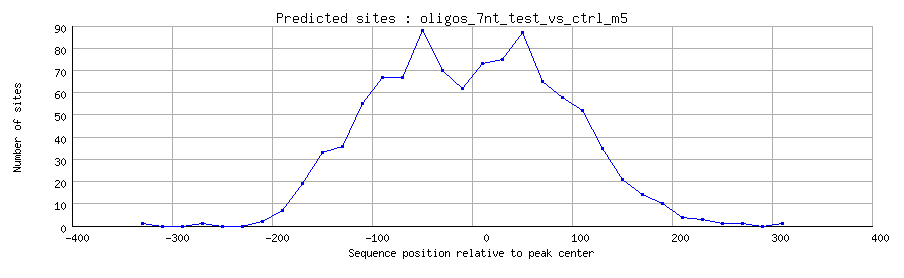 Predicted sites : oligos_7nt_test_vs_ctrl_m5
90
80
70
60
50
40
30
20
10
0
Number of sites
-400 -300 -200 -100 0 100 200 300 400
Sequence position relative to peak center